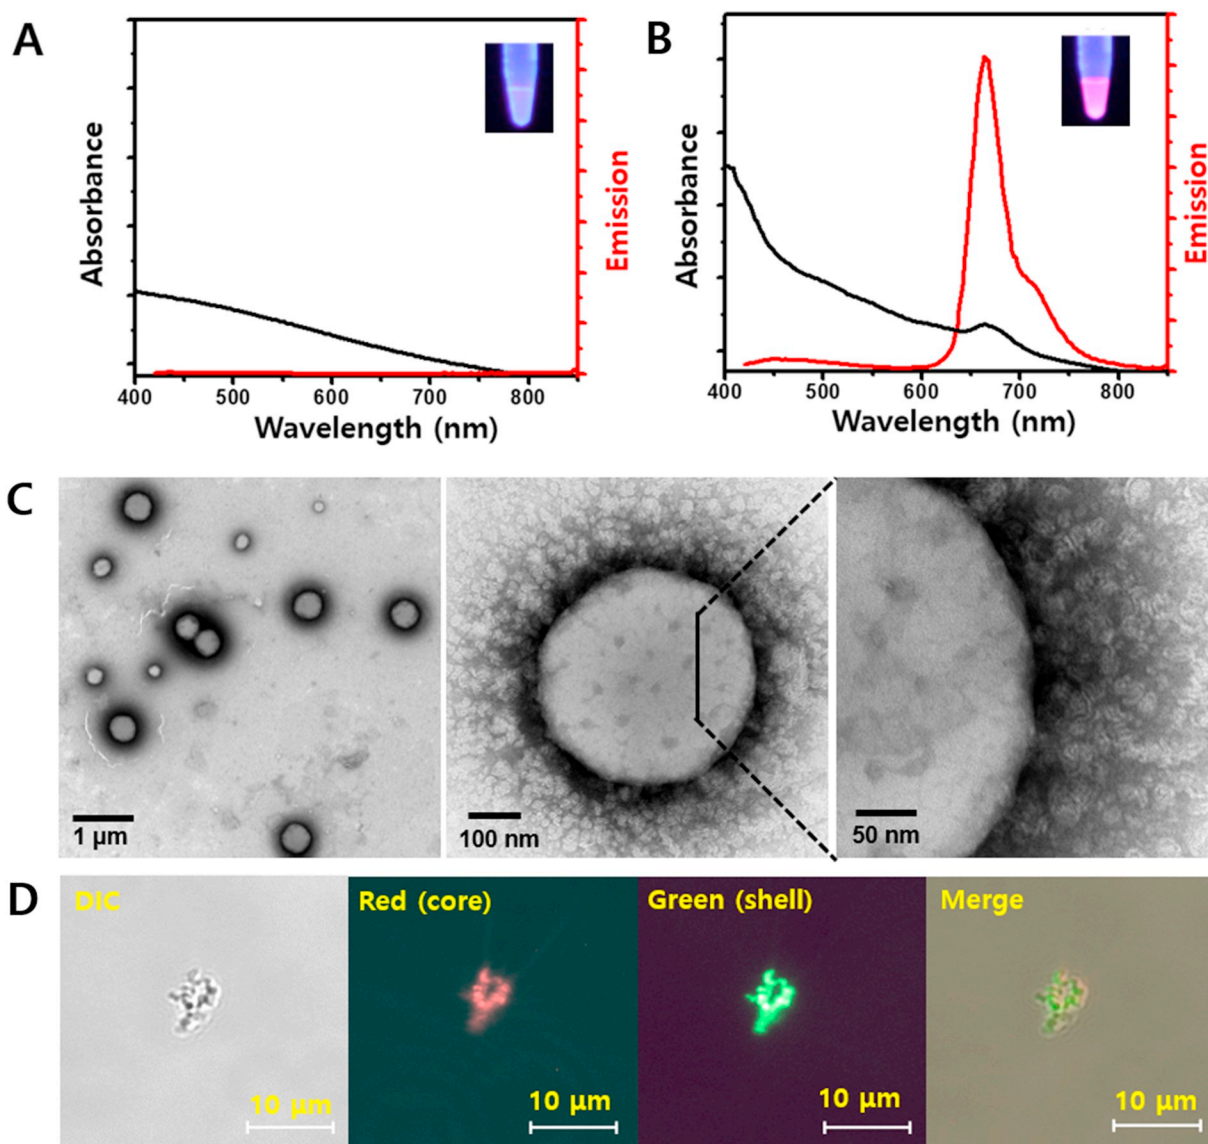 A
Absorbance
Emission
400 500 600 700 800
Wavelength (nm)
B
Absorbance
Emission
400 500 600 700 800
Wavelength (nm)
C
1 μm
100 nm
50 nm
D
DIC
Red (core)
Green (shell)
Merge
10 μm
10 μm
10 μm
10 μm